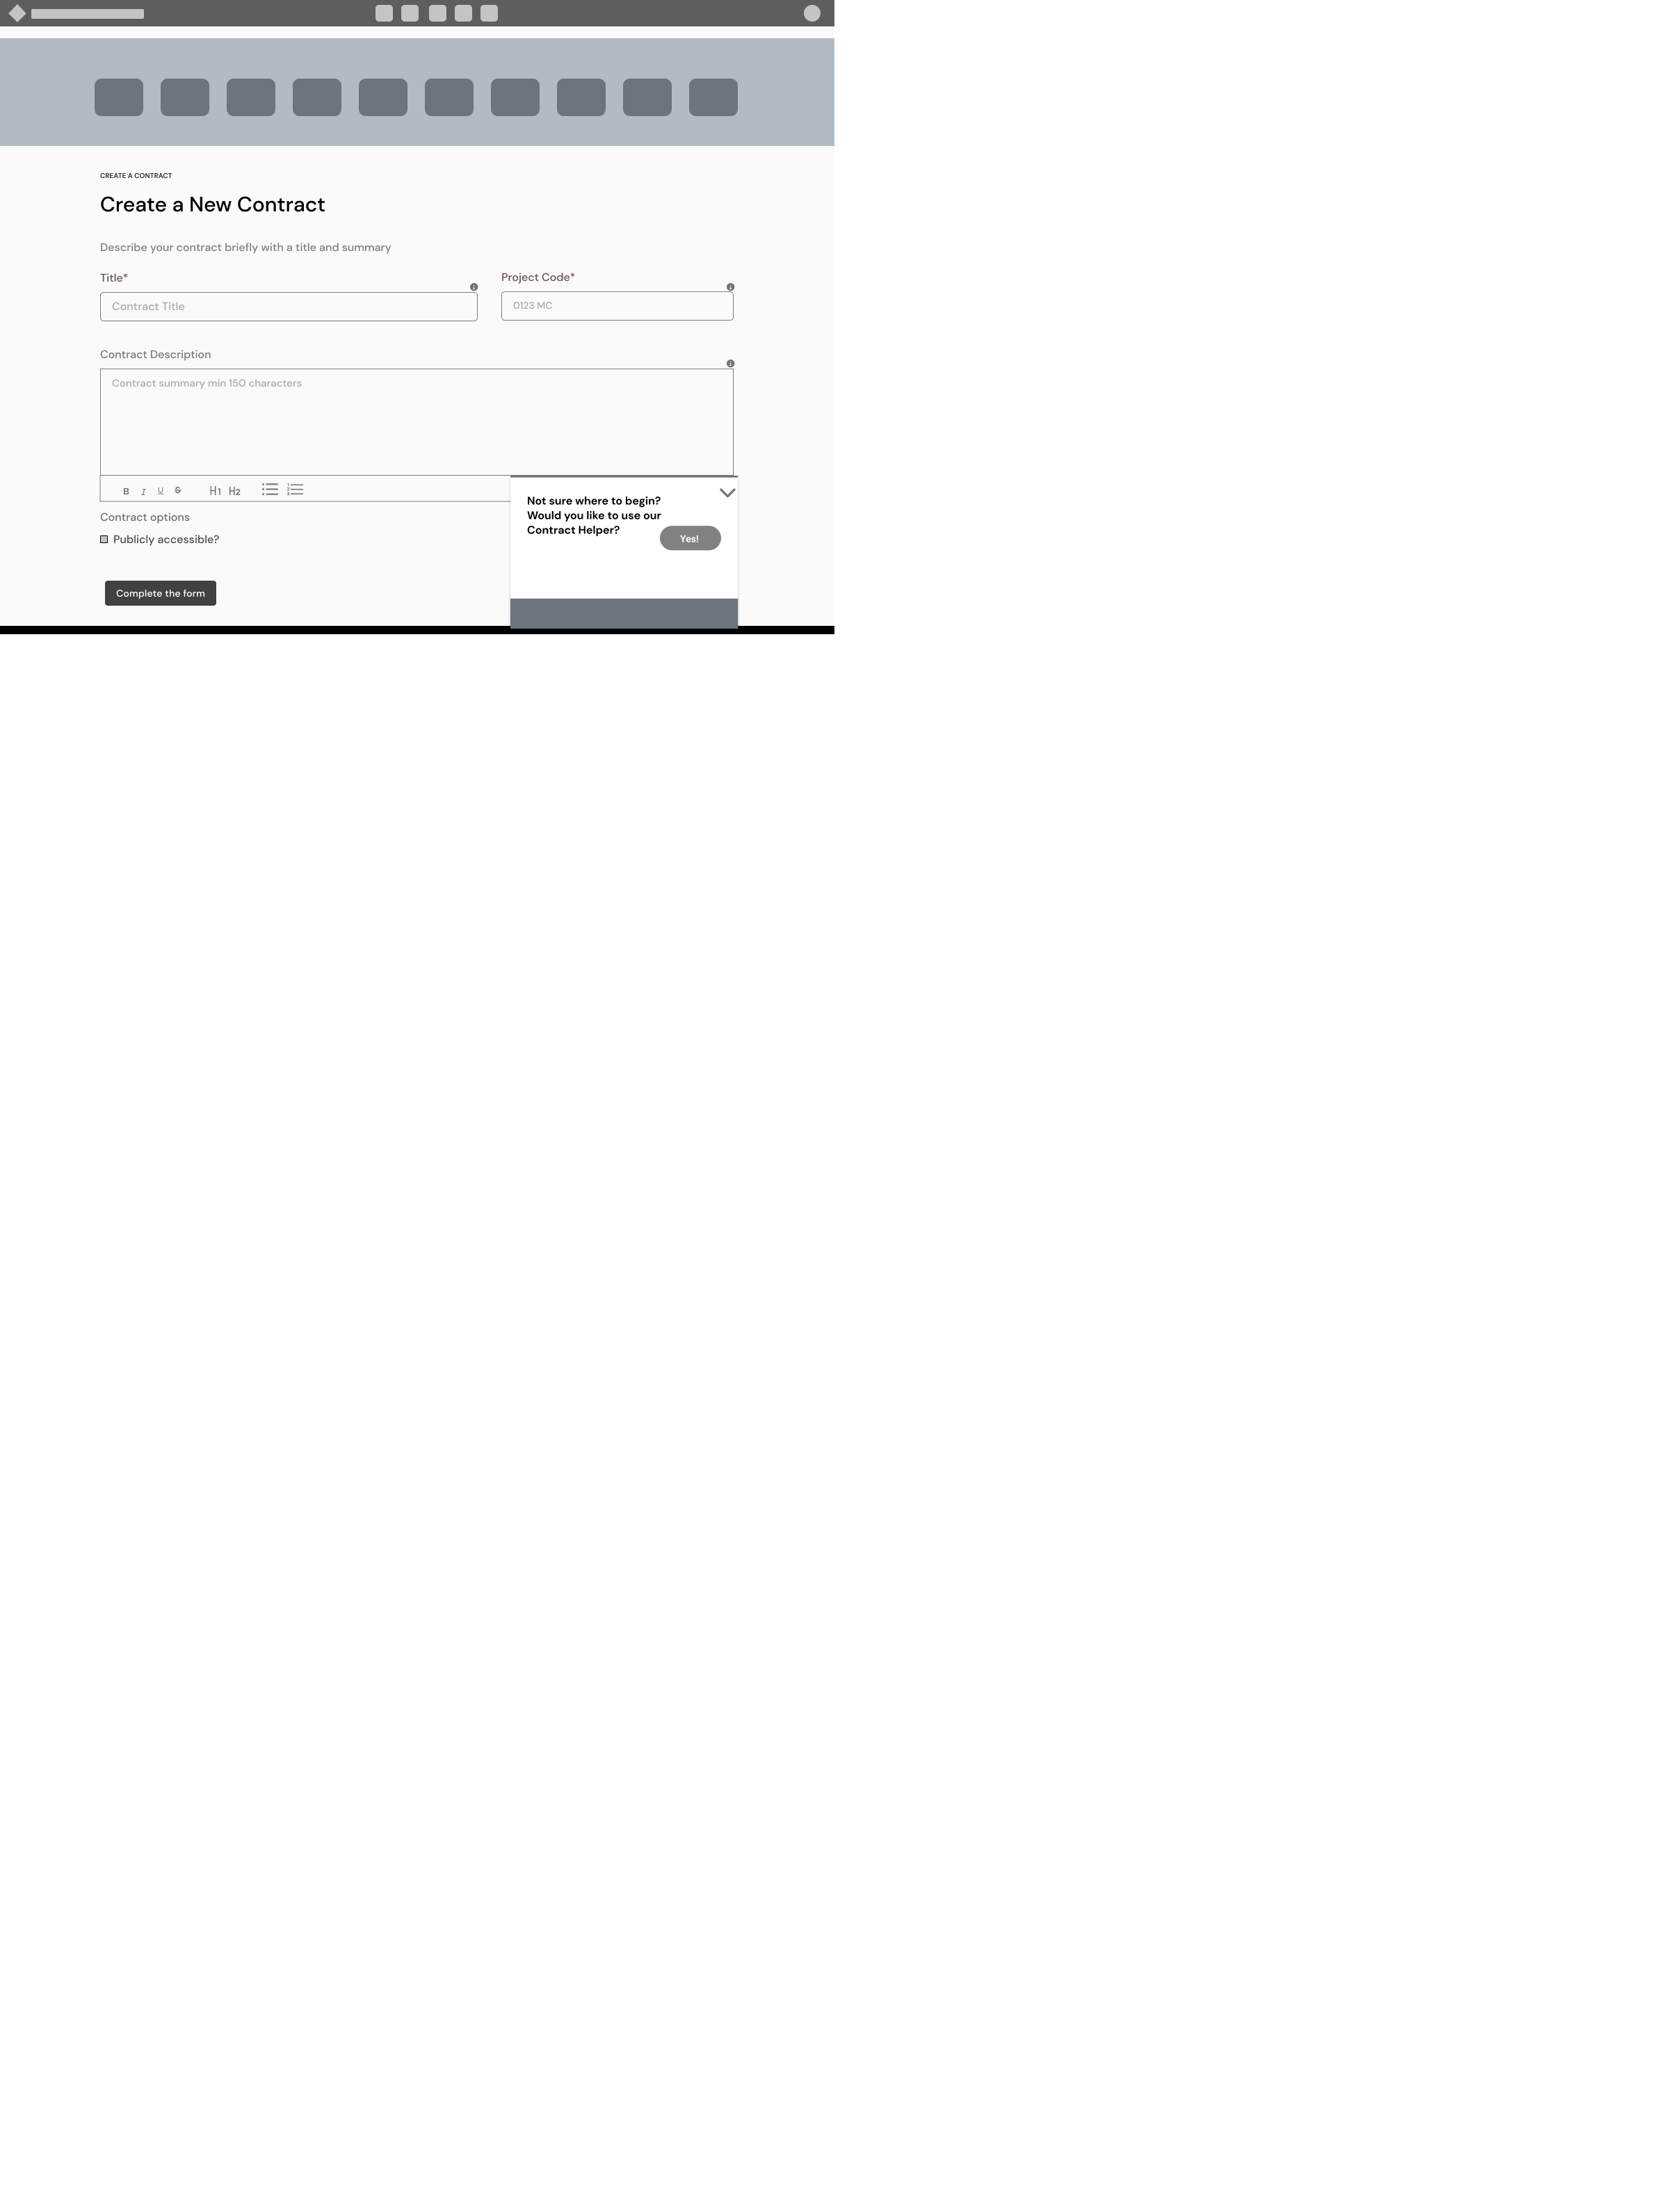 CREATE A CONTRACT
Create a New Contract
Describe your contract briefly with a title and summary
Title*
Project Code*
Contract Title
0123 MC
Contract Description
Contract summary min 150 characters
B I U S H1 H2
Contract options
Publicly accessible?
Complete the form
Not sure where to begin?
Would you like to use our
Contract Helper?
Yes!